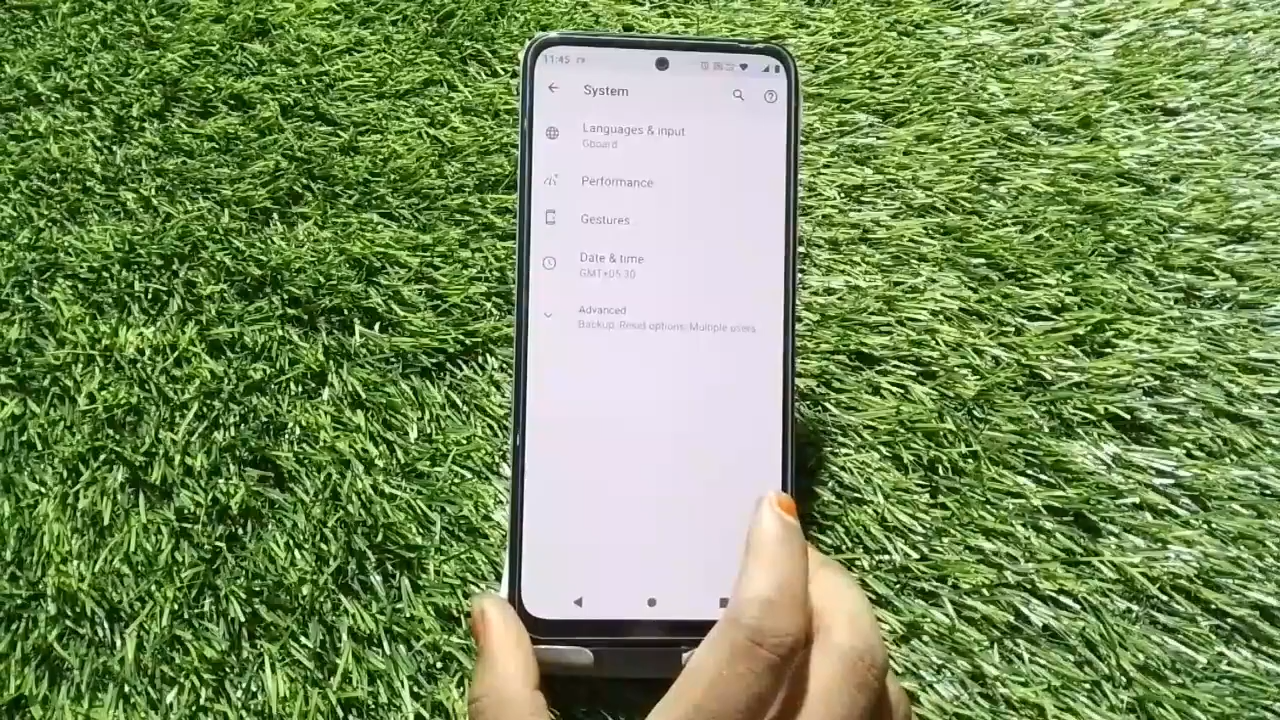 11:45
System
Languages & input
Gboard
Performance
Gestures
Date & time
GMT+05:30
Advanced
Backup, Reset options, Multiple users